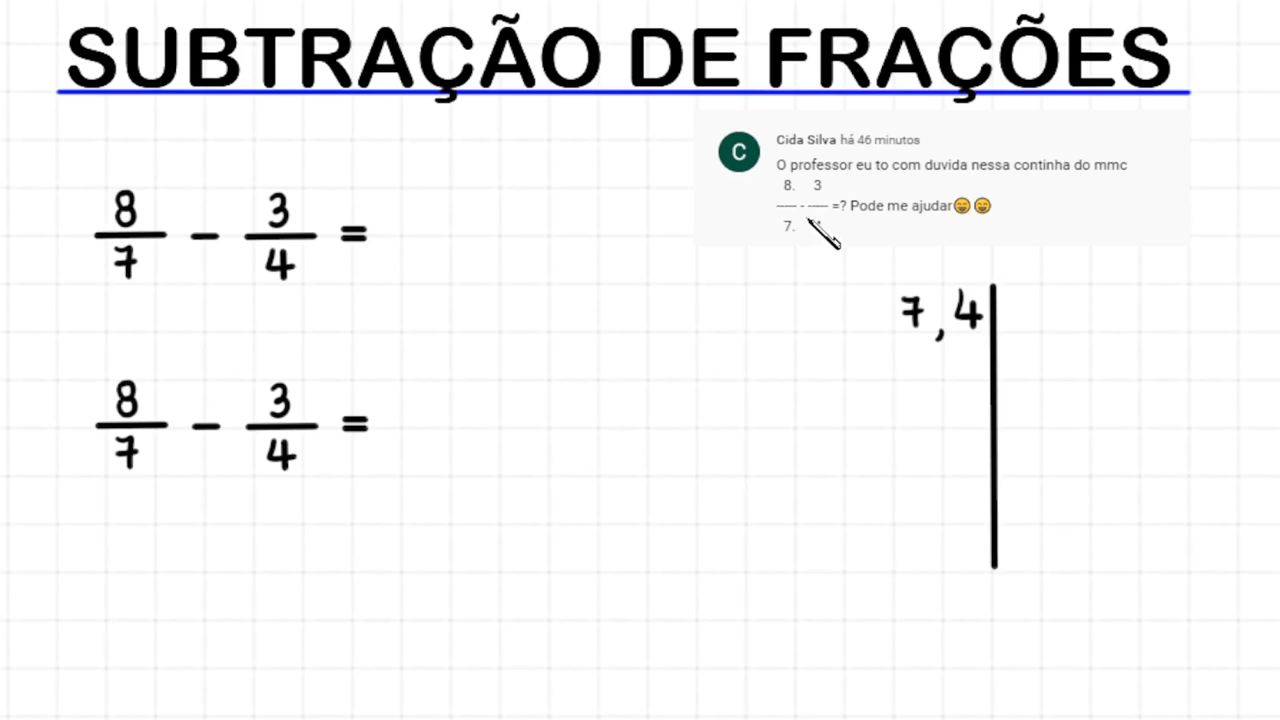 SUBTRAÇÃO DE FRAÇÕES
Cida Silva há 46 minutos
O professor eu to com duvida nessa continha do mmc
8. 3
----- - ----- =? Pode me ajudar😄😄
7.
8/7 - 3/4 =
7, 4
8/7 - 3/4 =